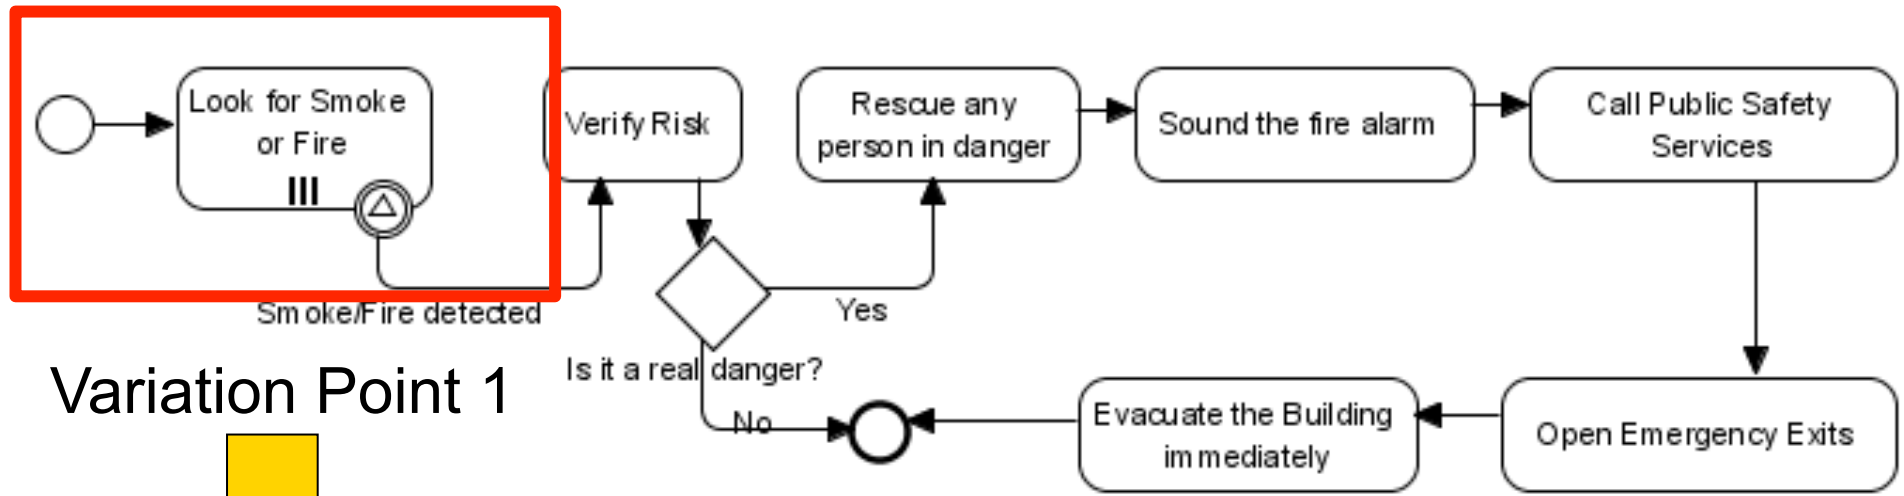 Look for Smoke
or Fire
Verify Risk
Rescue any
person in danger
Sound the fire alarm
Call Public Safety
Services
Smoke/Fire detected
Yes
Is it a real danger?
No
Variation Point 1
Evacuate the Building
immediately
Open Emergency Exits